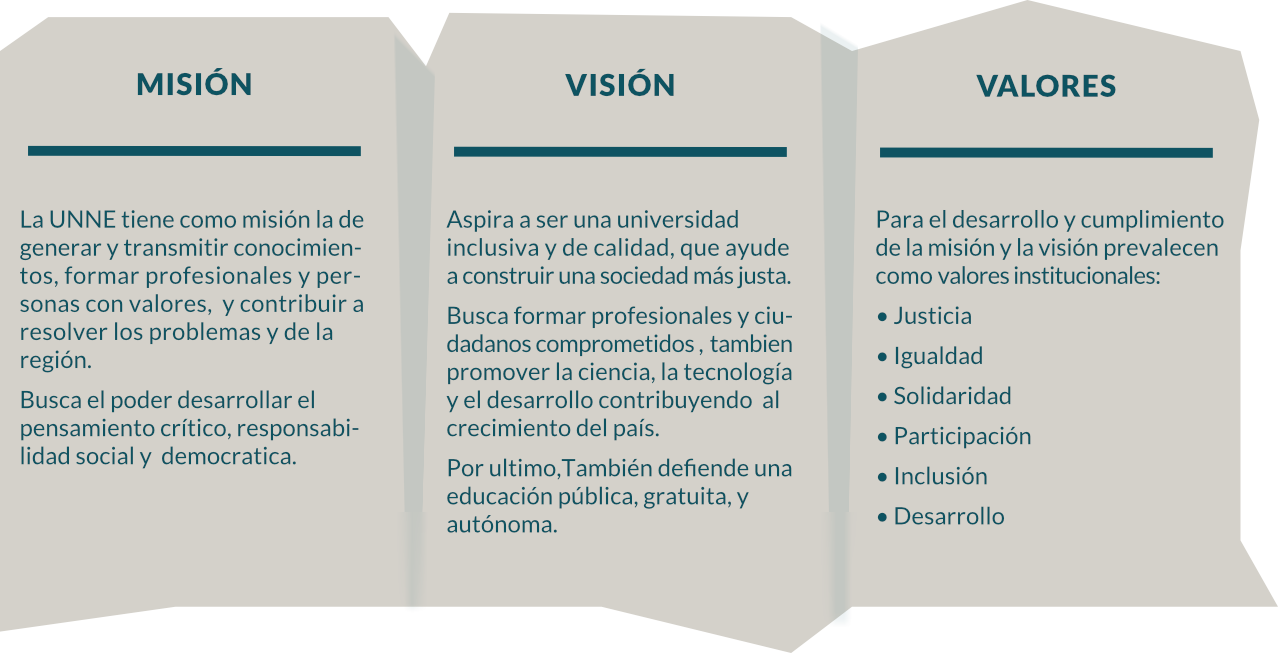 MISIÓN
La UNNE tiene como misión la de
generar y transmitir conocimien-
tos, formar profesionales y per-
sonas con valores,  y contribuir a
resolver los problemas y de la
región.
Busca el poder desarrollar el
pensamiento crítico, responsabi-
lidad social y  democratica.
VISIÓN
Aspira a ser una universidad
inclusiva y de calidad, que ayude
a construir una sociedad más justa.
Busca formar profesionales y ciu-
dadanos comprometidos , tambien
promover la ciencia, la tecnología
y el desarrollo contribuyendo  al
crecimiento del país.
Por ultimo,También defiende una
educación pública, gratuita, y
autónoma.
VALORES
Para el desarrollo y cumplimiento
de la misión y la visión prevalecen
como valores institucionales:
• Justicia
• Igualdad
• Solidaridad
• Participación
• Inclusión
• Desarrollo